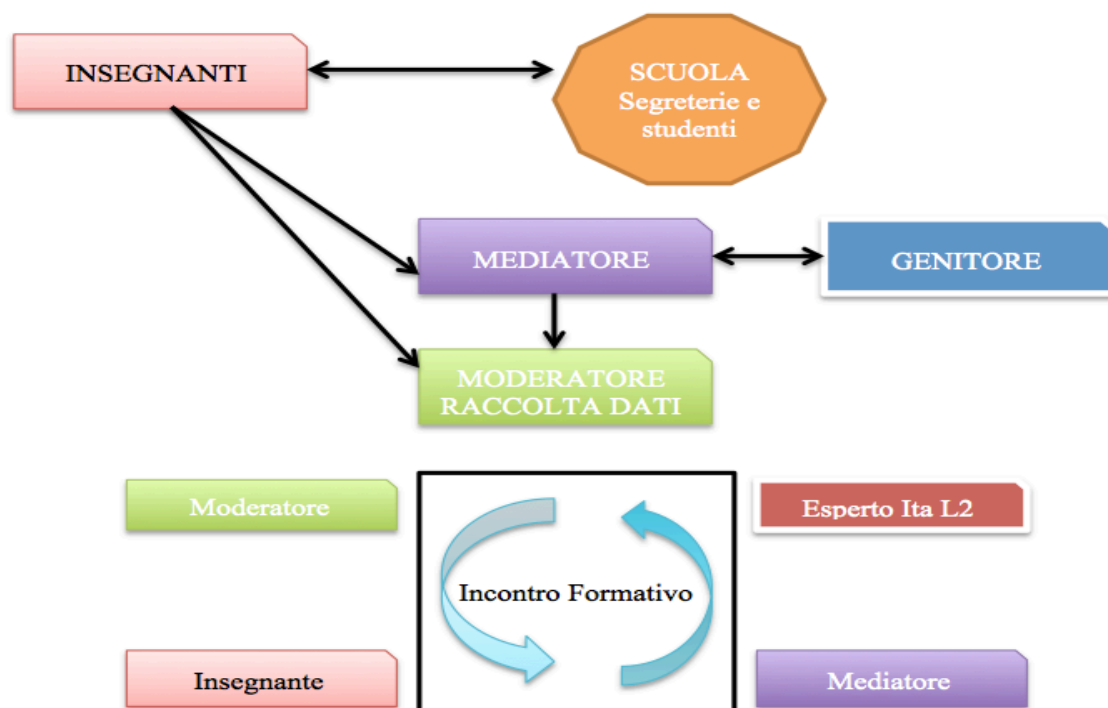 INSEGNANTI
SCUOLA
Segreterie e
studenti
MEDIATORE
GENITORE
MODERATORE
RACCOLTA DATI
Moderatore
Esperto Ita L2
Incontro Formativo
Insegnante
Mediatore